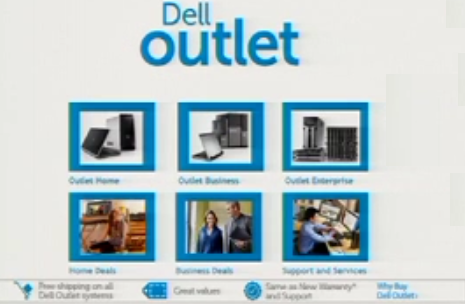 Dell
outlet
Outlet Home
Outlet Business
Outlet Enterprise
Home Deals
Business Deals
Support and Services
Free shipping on all
Dell Outlet systems
Great values
Same as New Warranty*
and Support
Why Buy
Dell Outlet›